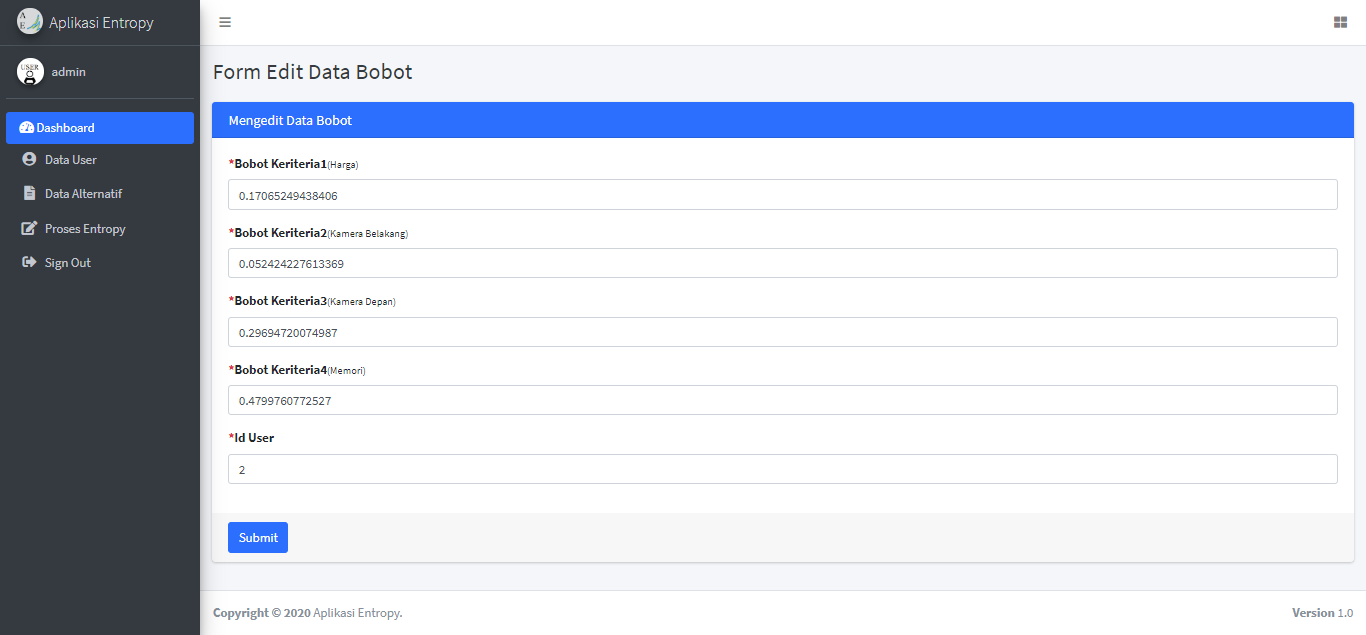 Aplikasi Entropy
admin
Dashboard
Data User
Data Alternatif
Proses Entropy
Sign Out
Form Edit Data Bobot
Mengedit Data Bobot
*Bobot Keriteria1(Harga)
0.17065249438406
*Bobot Keriteria2(Kamera Belakang)
0.052424227613369
*Bobot Keriteria3(Kamera Depan)
0.29694720074987
*Bobot Keriteria4(Memori)
0.4799760772527
*Id User
2
Submit
Copyright © 2020 Aplikasi Entropy.
Version 1.0